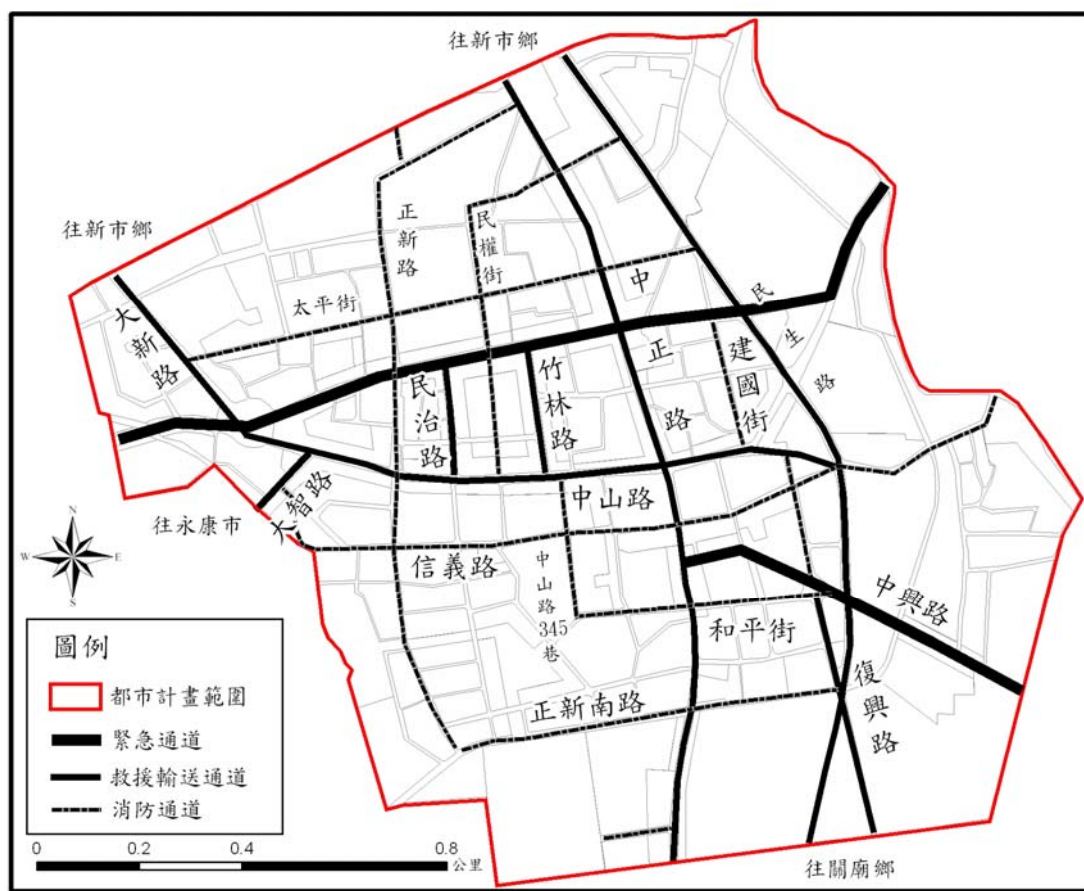 往新市鄉
往新市鄉
正新路
民權街
太平街
大新路
中正路
民生路
建國街
竹林路
民治路
中山路
大智路
往永康市
信義路
中山路345巷
中興路
和平街
復興路
正新南路
往關廟鄉
N
W
E
S
圖例
都市計畫範圍
緊急通道
救援輸送通道
消防通道
0
0.2
0.4
0.8
公里